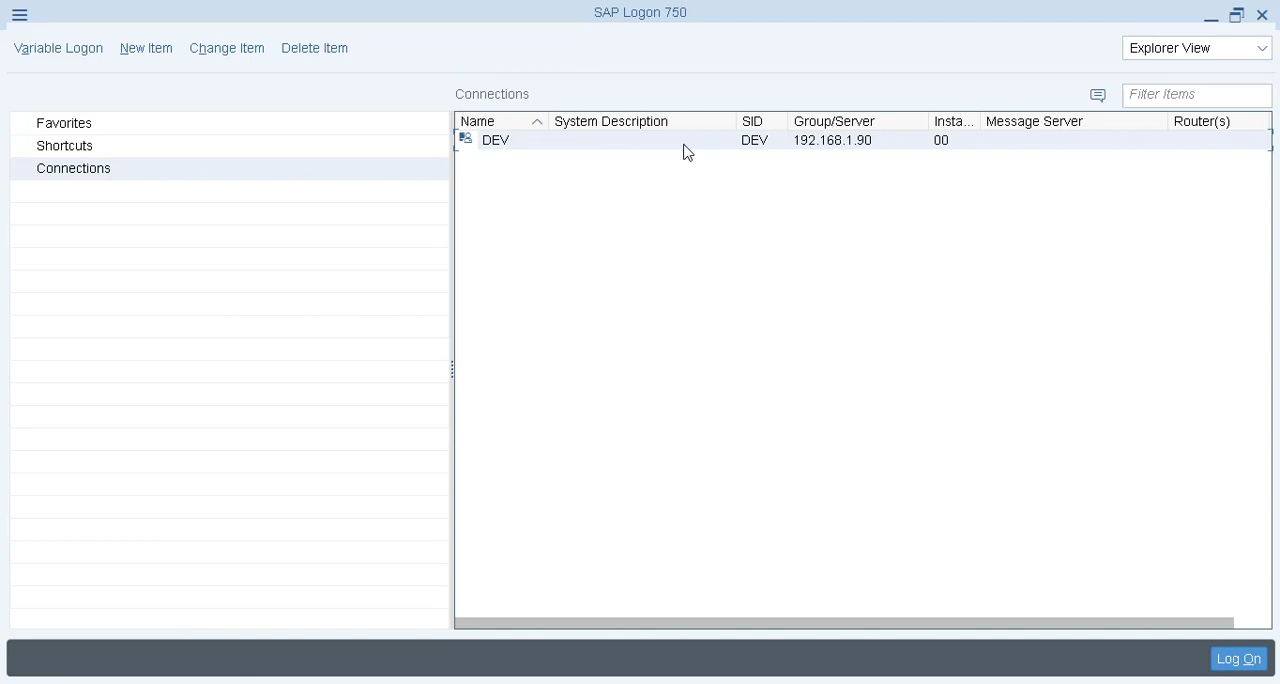 SAP Logon 750
Variable Logon New Item Change Item Delete Item Explorer View
Connections Filter Items
Favorites
Shortcuts
Connections
Name System Description SID Group/Server Insta... Message Server Router(s)
DEV DEV 192.168.1.90 00
Log On